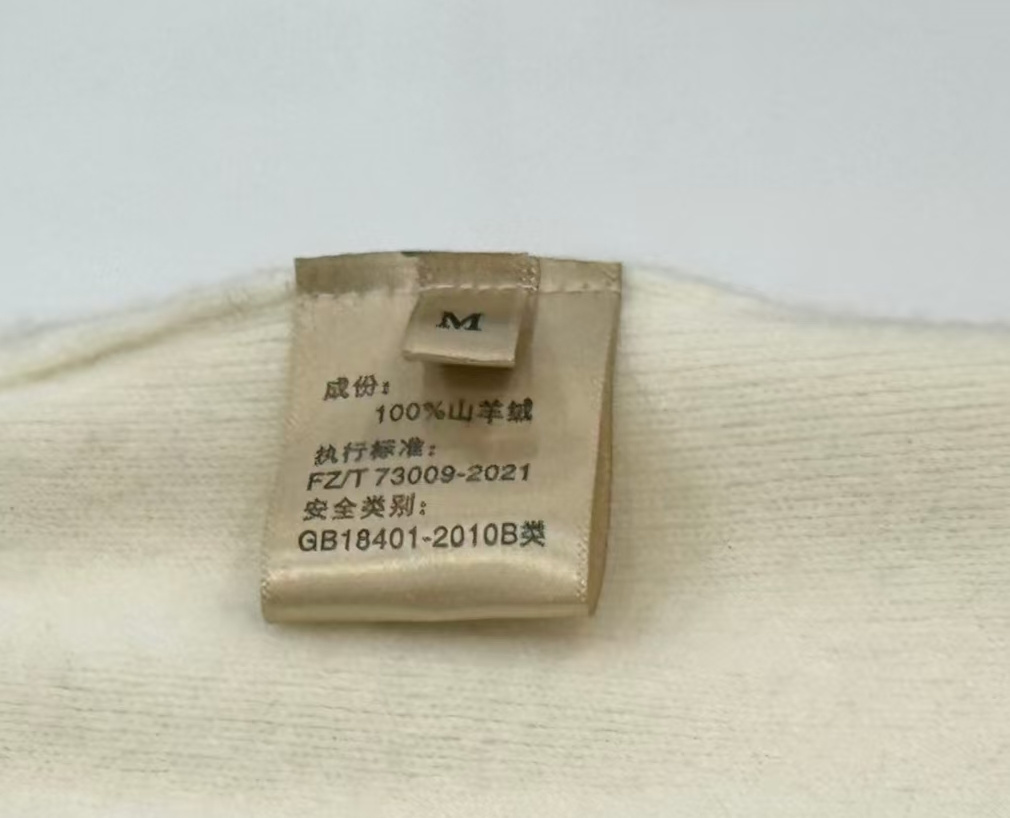 M
成份：
100%山羊绒
执行标准：
FZ/T 73009-2021
安全类别：
GB18401-2010B类